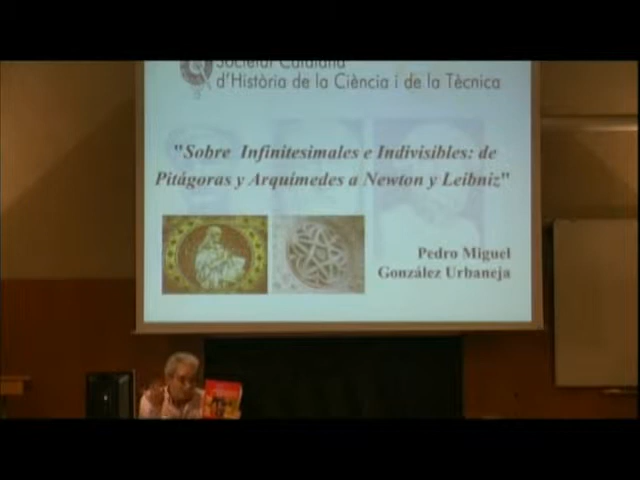 Societat Catalana
d'Història de la Ciència i de la Tècnica
"Sobre Infinitesimales e Indivisibles: de
Pitágoras y Arquímedes a Newton y Leibniz"
Pedro Miguel
González Urbaneja